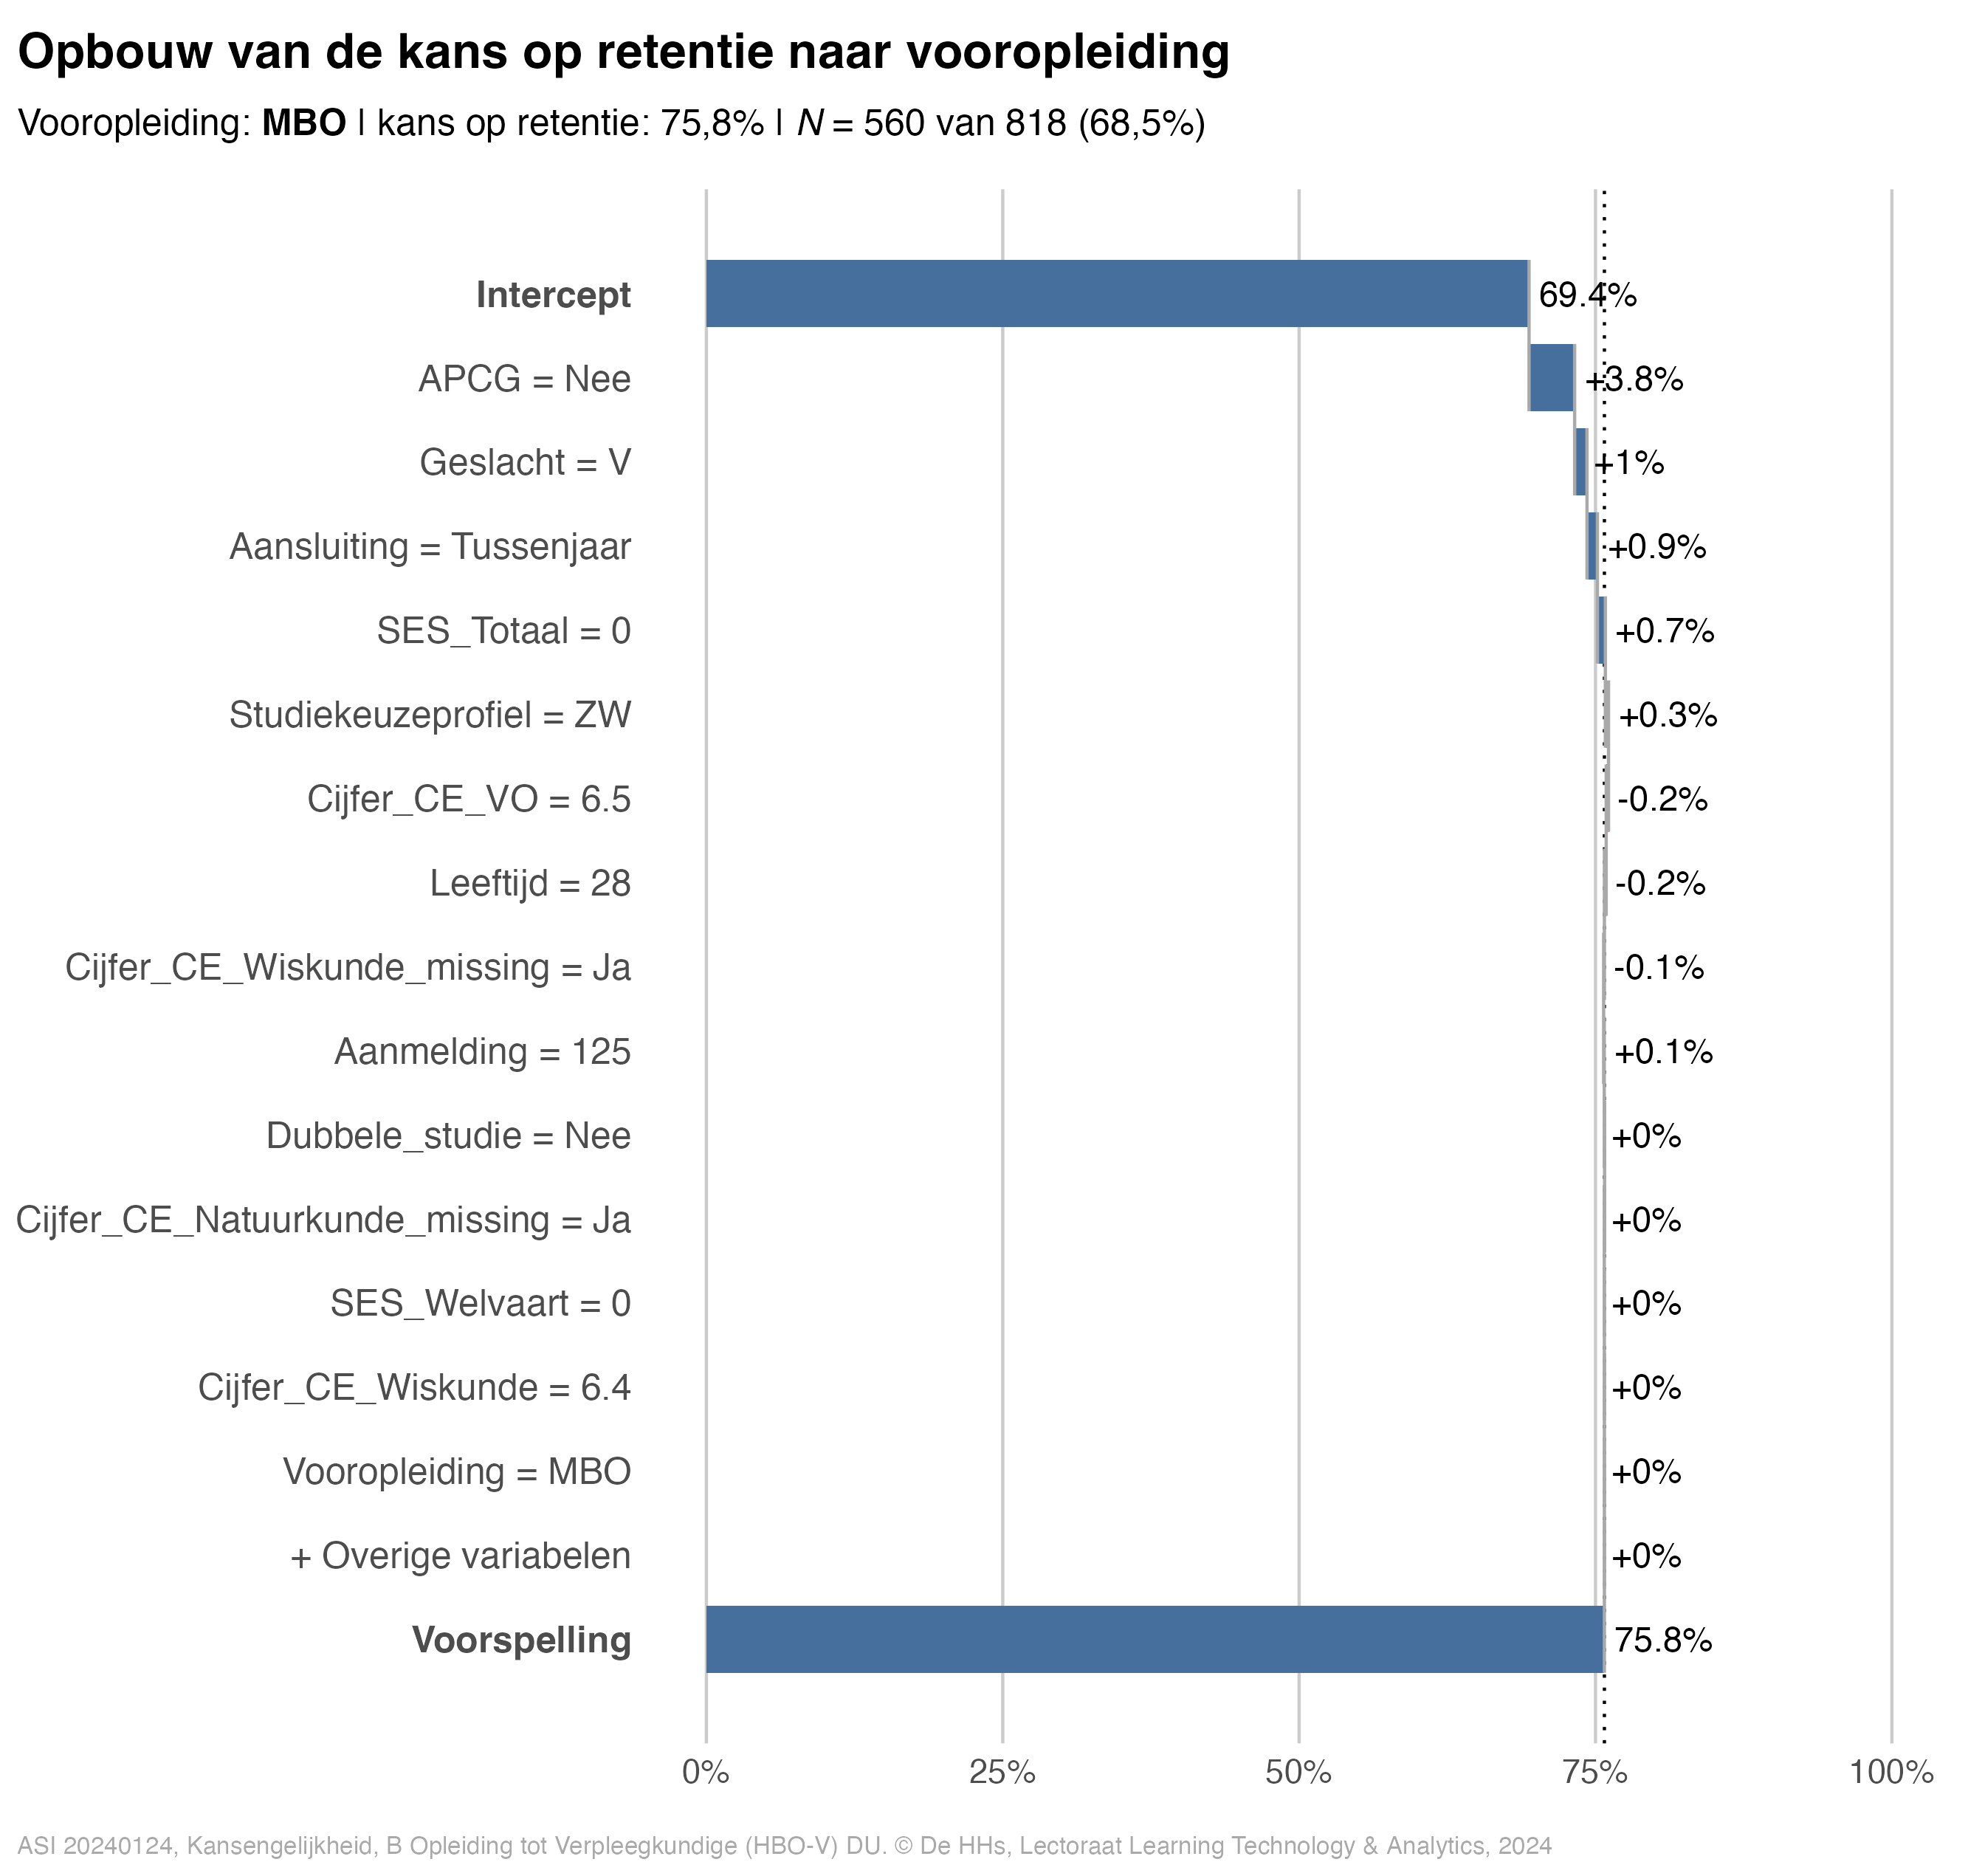 Opbouw van de kans op retentie naar vooropleiding
Vooropleiding: MBO | kans op retentie: 75,8% | N = 560 van 818 (68,5%)
Intercept 69.4%
APCG = Nee +3.8%
Geslacht = V +1%
Aansluiting = Tussenjaar +0.9%
SES_Totaal = 0 +0.7%
Studiekeuzeprofiel = ZW +0.3%
Cijfer_CE_VO = 6.5 -0.2%
Leeftijd = 28 -0.2%
Cijfer_CE_Wiskunde_missing = Ja -0.1%
Aanmelding = 125 +0.1%
Dubbele_studie = Nee +0%
Cijfer_CE_Natuurkunde_missing = Ja +0%
SES_Welvaart = 0 +0%
Cijfer_CE_Wiskunde = 6.4 +0%
Vooropleiding = MBO +0%
+ Overige variabelen +0%
Voorspelling 75.8%
0% 25% 50% 75% 100%
ASI 20240124, Kansengelijkheid, B Opleiding tot Verpleegkundige (HBO-V) DU. © De HHs, Lectoraat Learning Technology & Analytics, 2024